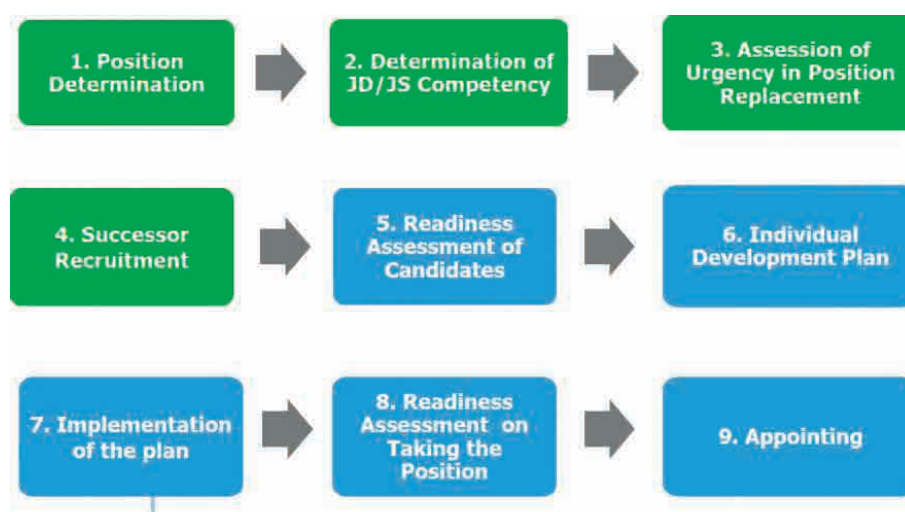 1. Position
Determination
2. Determination of
JD/JS Competency
3. Assession of
Urgency in Position
Replacement
4. Successor
Recruitment
5. Readiness
Assessment of
Candidates
6. Individual
Development Plan
7. Implementation
of the plan
8. Readiness
Assessment on
Taking the
Position
9. Appointing